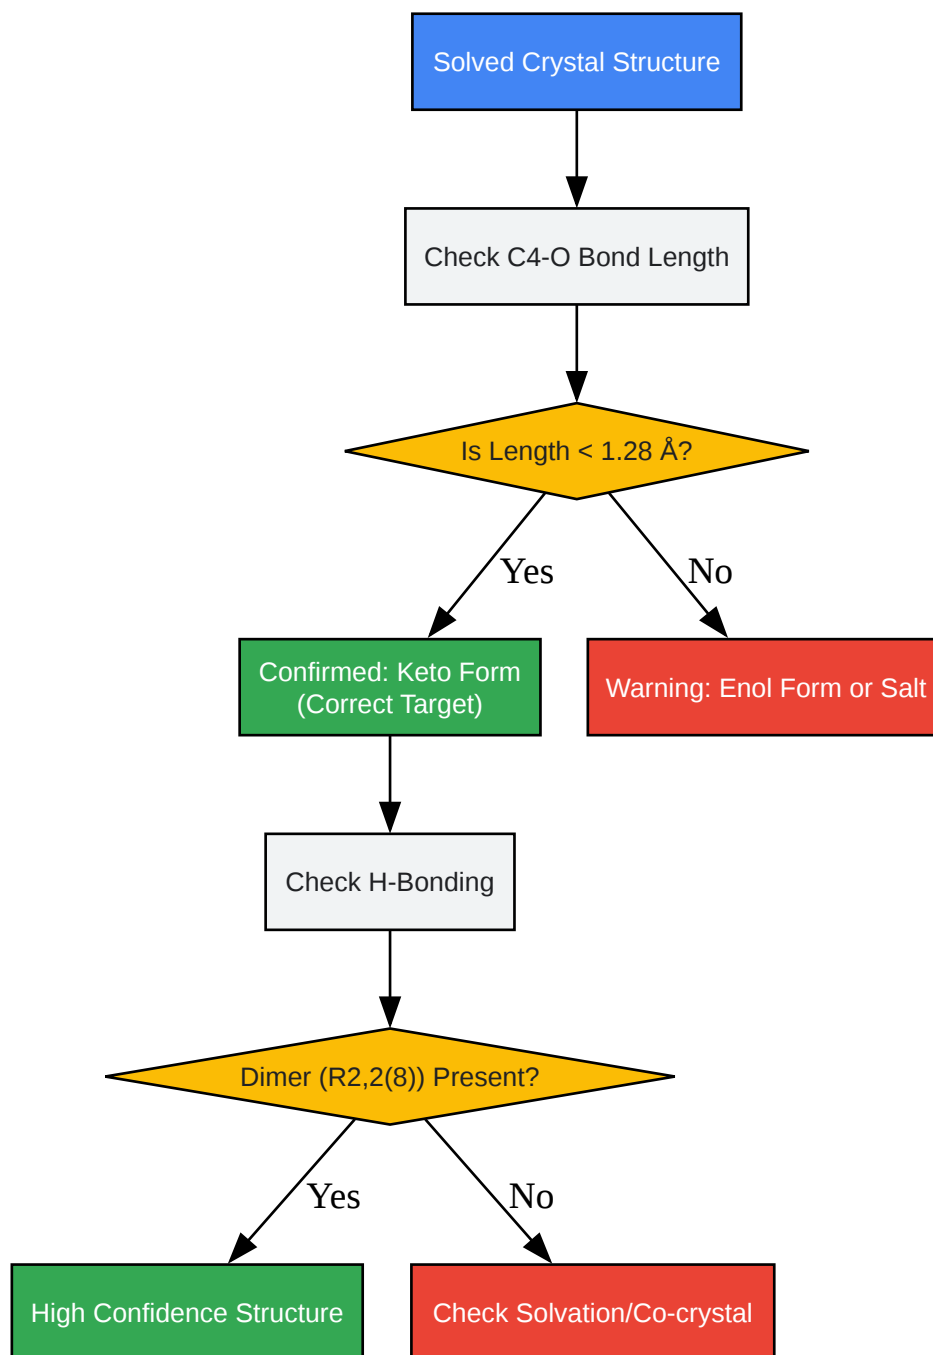 Solved Crystal Structure
Check C4-O Bond Length
Is Length < 1.28 Å?
Yes
No
Confirmed: Keto Form
(Correct Target)
Warning: Enol Form or Salt
Check H-Bonding
Dimer (R2,2(8)) Present?
Yes
No
High Confidence Structure
Check Solvation/Co-crystal